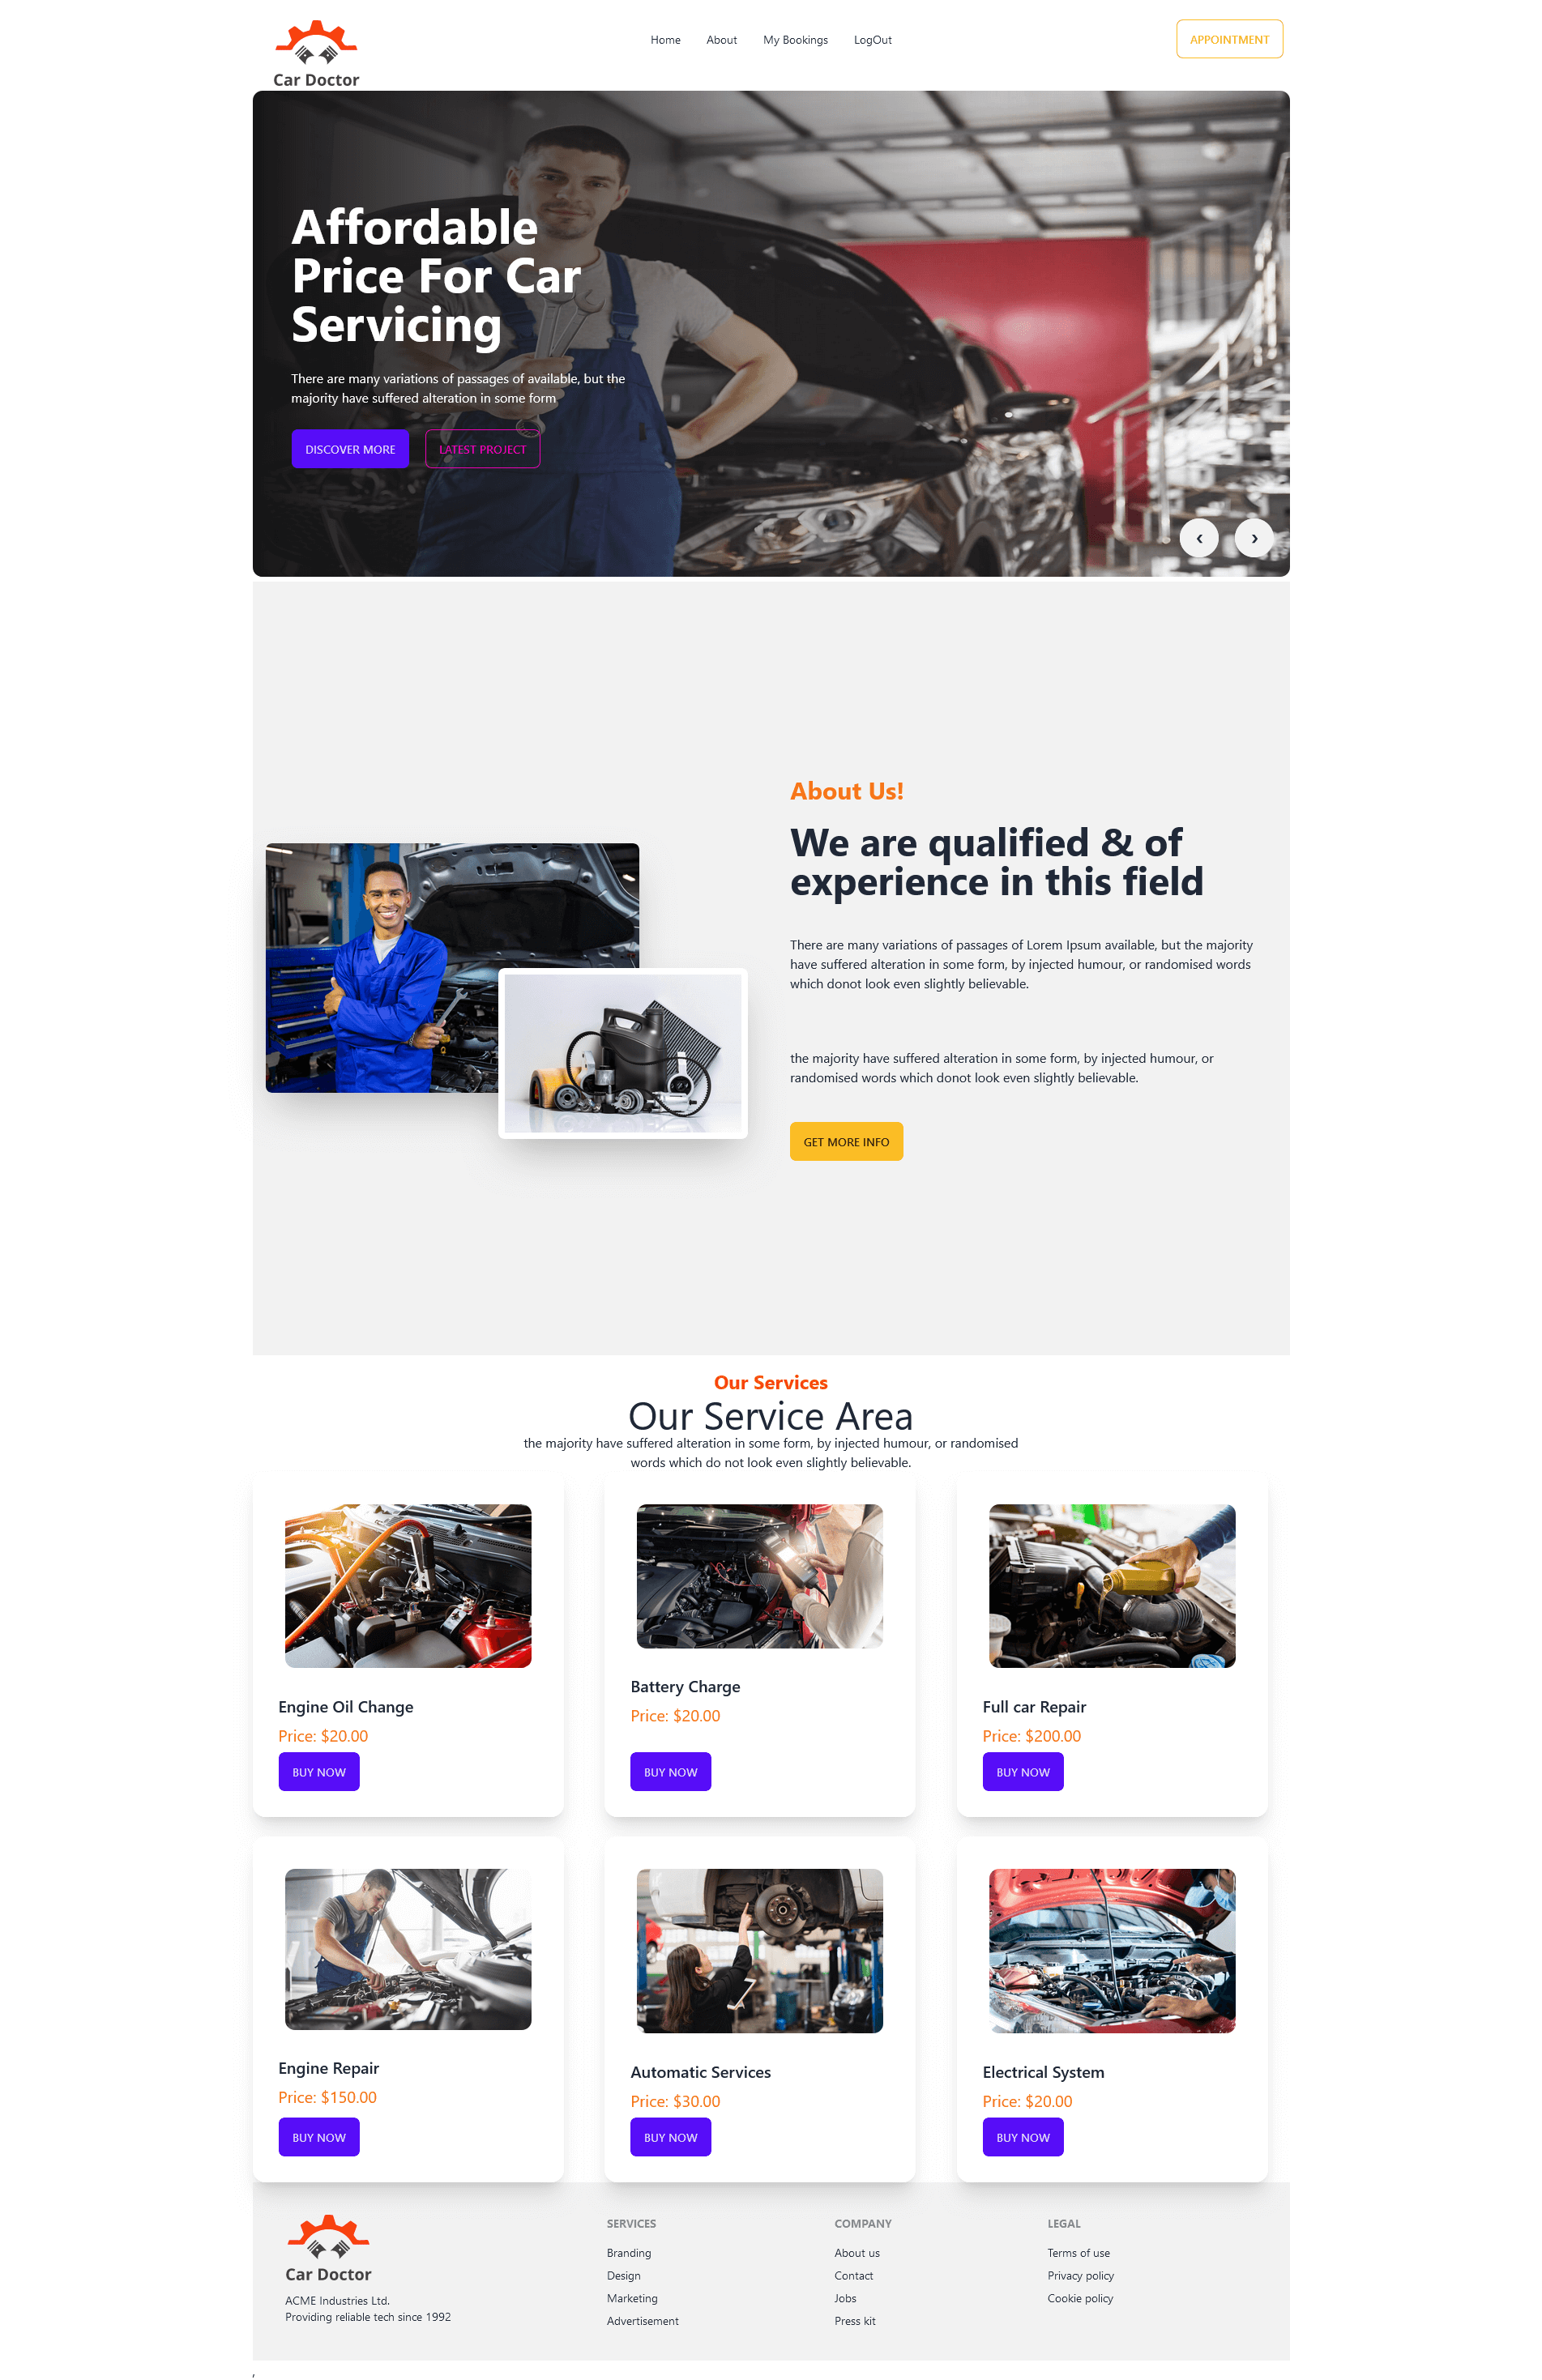 Car Doctor
Home About My Bookings LogOut
APPOINTMENT
Affordable
Price For Car
Servicing
There are many variations of passages of available, but the
majority have suffered alteration in some form
DISCOVER MORE LATEST PROJECT
❮ ❯
About Us!
We are qualified & of
experience in this field
There are many variations of passages of Lorem Ipsum available, but the majority
have suffered alteration in some form, by injected humour, or randomised words
which donot look even slightly believable.
the majority have suffered alteration in some form, by injected humour, or
randomised words which donot look even slightly believable.
GET MORE INFO
Our Services
Our Service Area
the majority have suffered alteration in some form, by injected humour, or randomised
words which do not look even slightly believable.
Engine Oil Change
Price: $20.00
BUY NOW
Battery Charge
Price: $20.00
BUY NOW
Full car Repair
Price: $200.00
BUY NOW
Engine Repair
Price: $150.00
BUY NOW
Automatic Services
Price: $30.00
BUY NOW
Electrical System
Price: $20.00
BUY NOW
Car Doctor
ACME Industries Ltd.
Providing reliable tech since 1992
SERVICES
Branding
Design
Marketing
Advertisement
COMPANY
About us
Contact
Jobs
Press kit
LEGAL
Terms of use
Privacy policy
Cookie policy
,